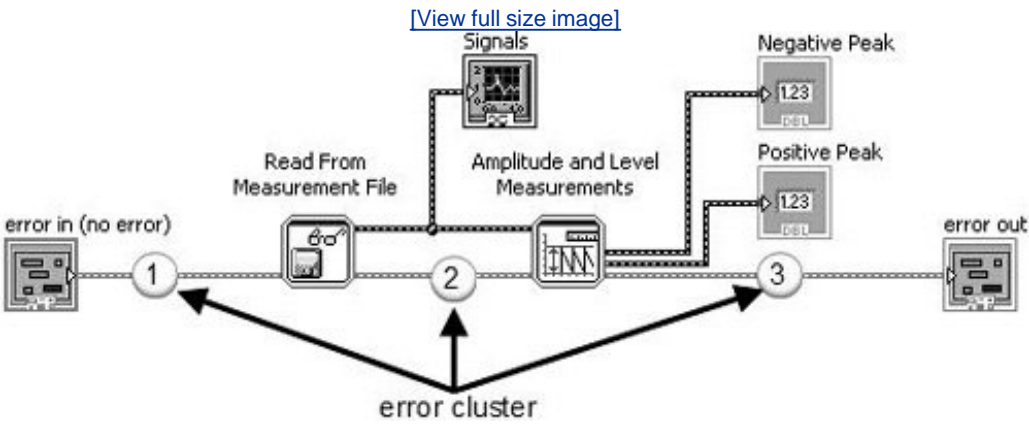 [View full size image]
Signals
Negative Peak
1.23
DBL
Read From
Measurement File
Amplitude and Level
Measurements
Positive Peak
1.23
DBL
error in (no error)
error out
1
2
3
error cluster